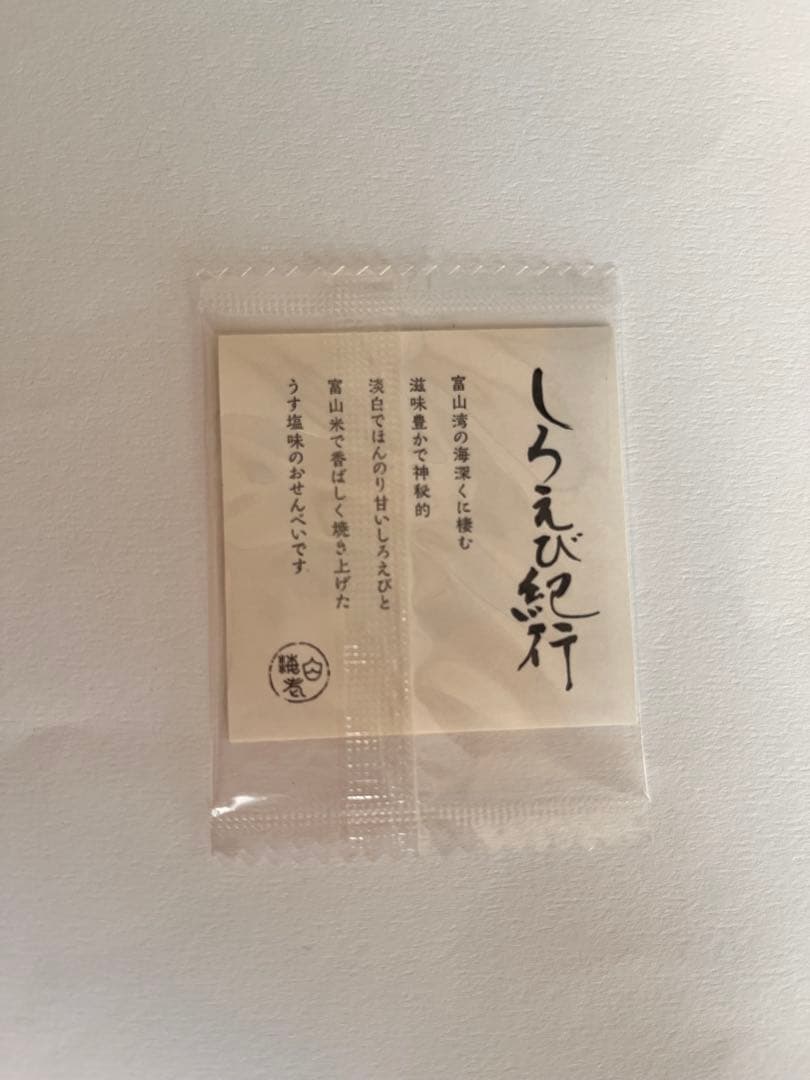 しろえび紀行
富山湾の海深くに棲む
滋味豊かで神秘的
淡白でほんのり甘いしろえびと
富山米で香ばしく焼き上げた
うす塩味のおせんべいです
白海老